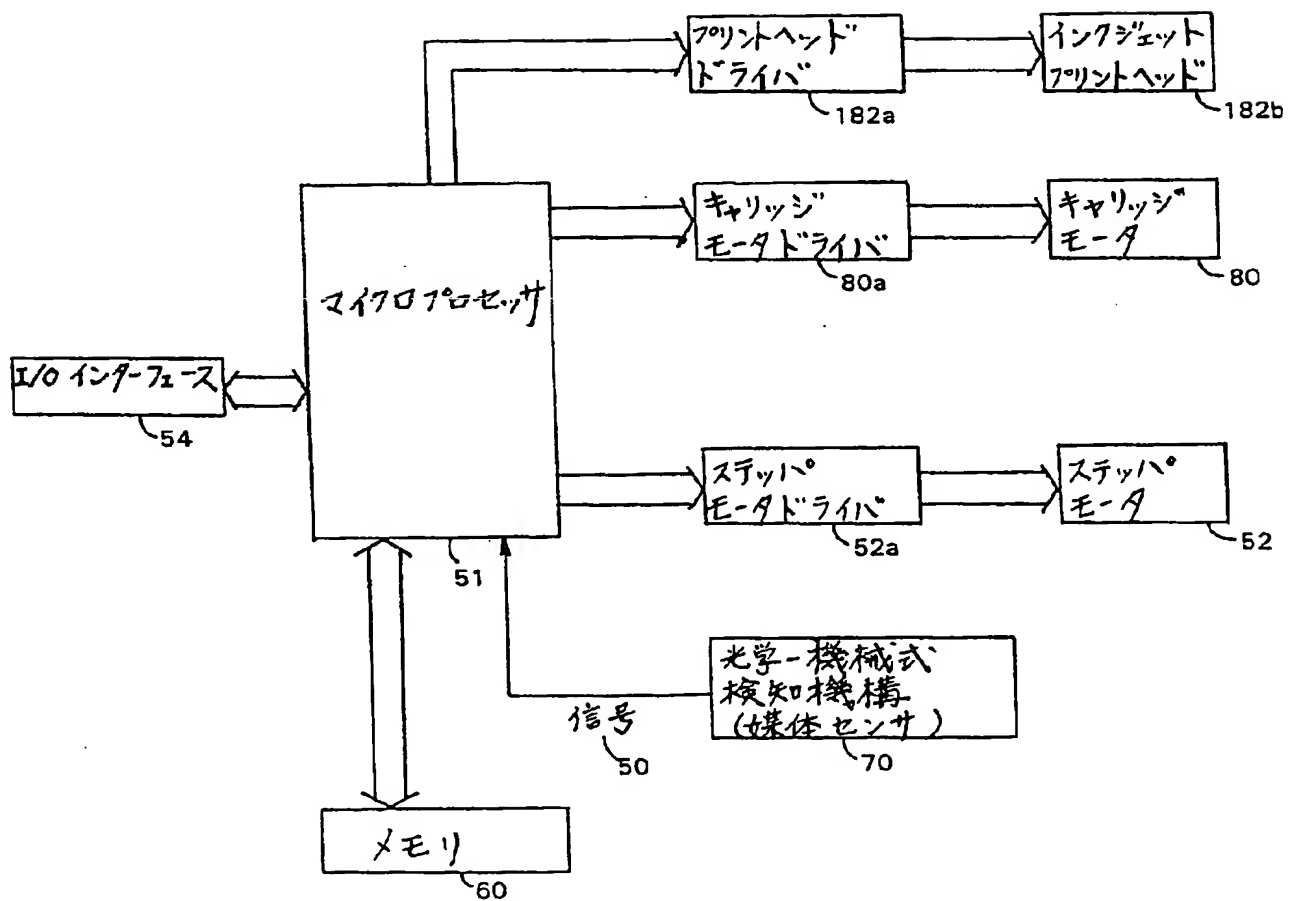 プリントヘッド
ドライバ
182a
インクジェット
プリントヘッド
182b
キャリッジ
モータドライバ
80a
キャリッジ
モータ
80
マイクロプロセッサ
51
I/O インターフェース
54
ステッパ
モータドライバ
52a
ステッパ
モータ
52
光学-機械式
検知機構
(媒体センサ)
70
信号
50
メモリ
60